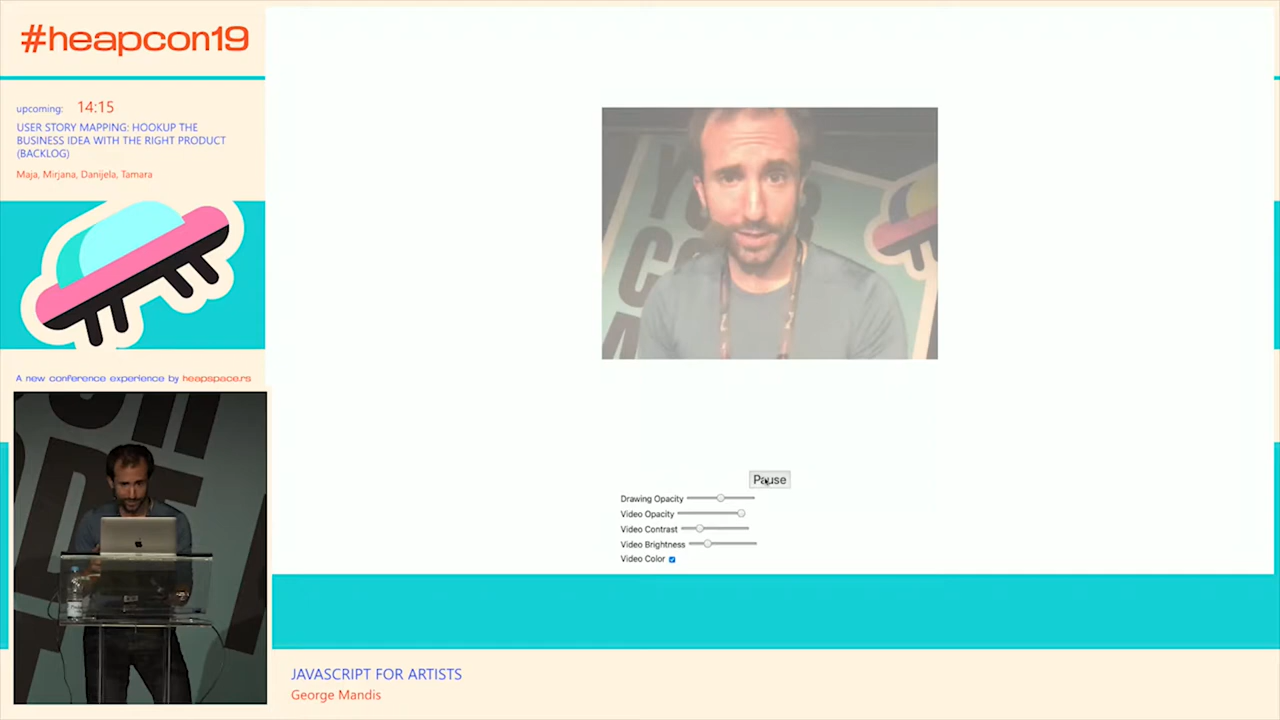 #heapcon19
upcoming: 14:15
USER STORY MAPPING: HOOKUP THE
BUSINESS IDEA WITH THE RIGHT PRODUCT
(BACKLOG)
Maja, Mirjana, Danijela, Tamara
A new conference experience by heapspace.rs
Pause
Drawing Opacity
Video Opacity
Video Contrast
Video Brightness
Video Color
JAVASCRIPT FOR ARTISTS
George Mandis